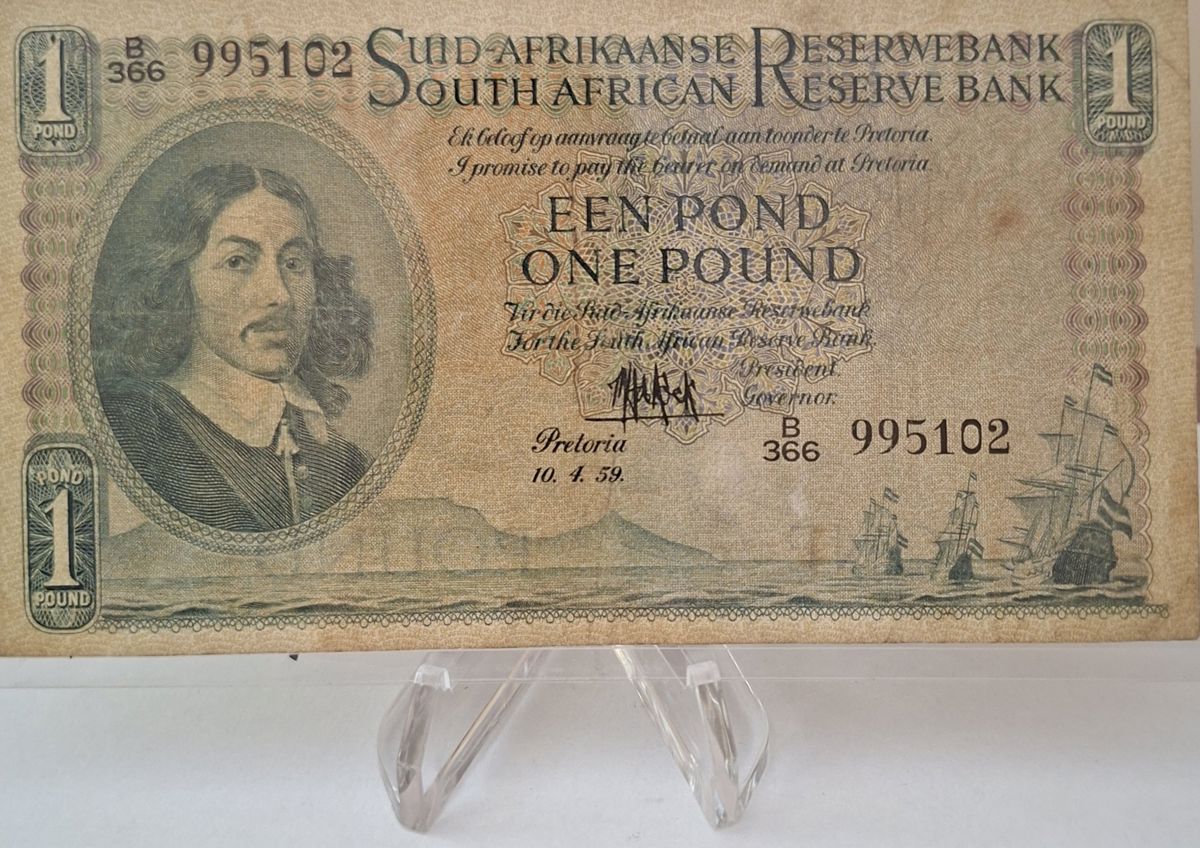 1
POND
B
366 995102
SUID-AFRIKAANSE RESERWEBANK
SOUTH AFRICAN RESERVE BANK
1
POUND
Ek beloof op aanvraag te betaal aan toonder te Pretoria.
I promise to pay the bearer on demand at Pretoria.
EEN POND
ONE POUND
Vir die Suid-Afrikaanse Reserwebank
For the South African Reserve Bank.
President.
Governor.
Pretoria
10. 4. 59.
B
366 995102
POND
1
POUND